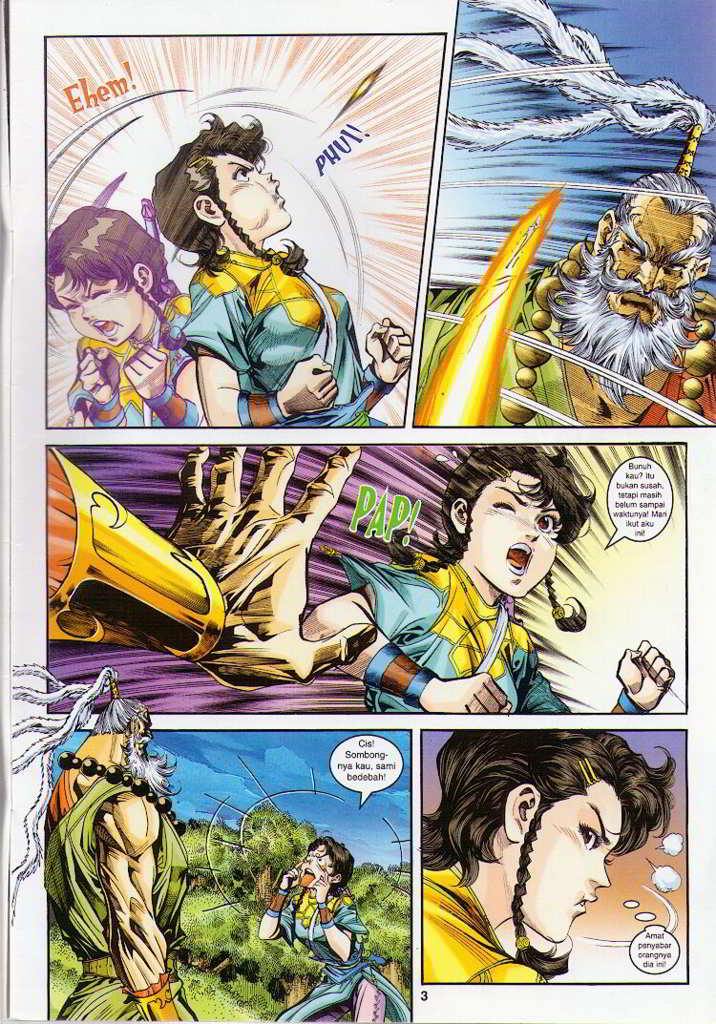 Ehem!
PHUU!
PAP!
Bunuh
kau? Itu
bukan susah,
tetapi masih
belum sampai
waktunya! Mari
ikut aku
ini!
Cis!
Sombong-
nya kau, sami
bedebah!
Amat
penyabar
orangnya
dia ini!
3